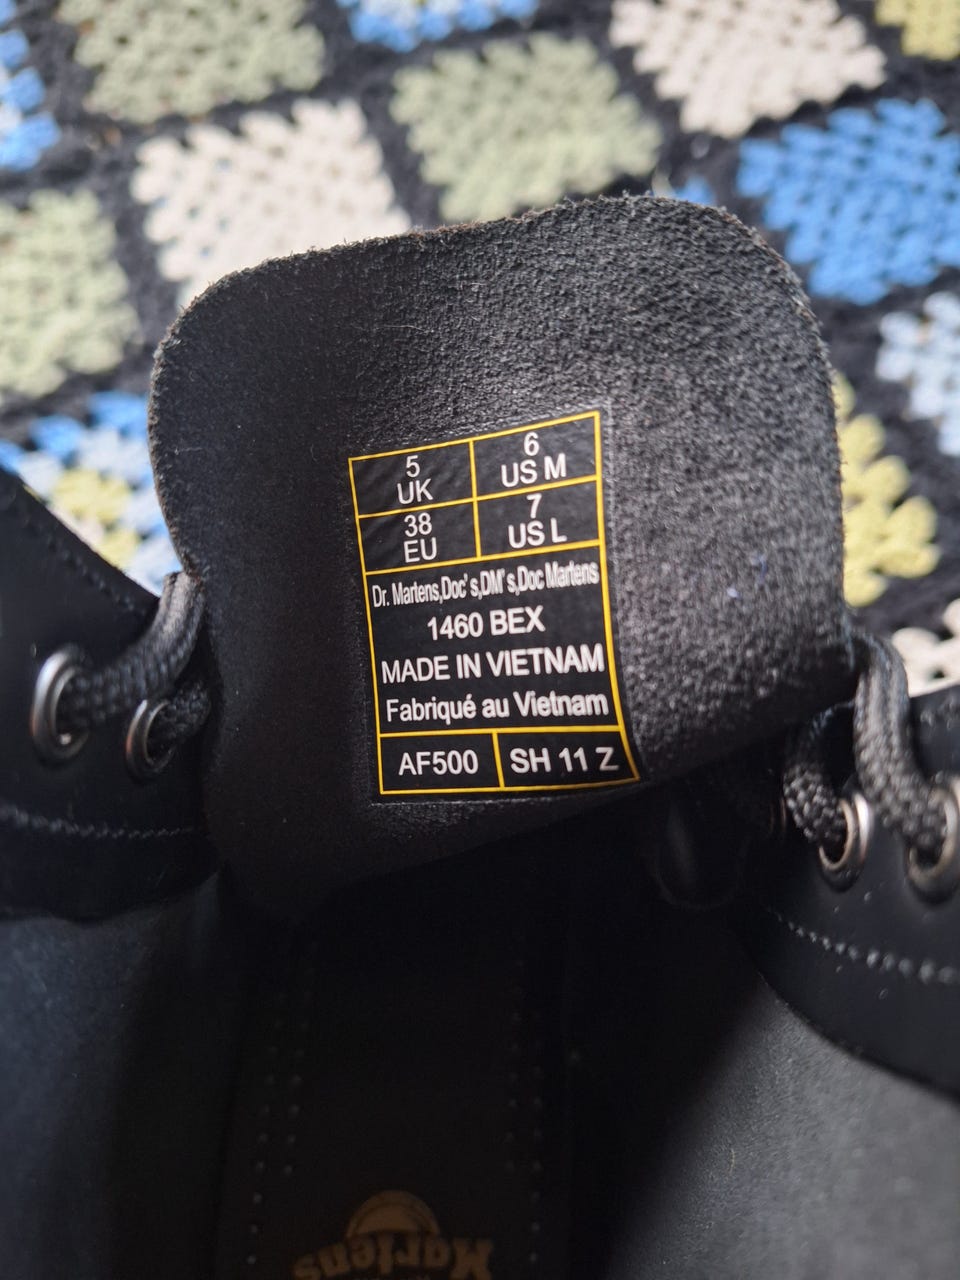 5 6
UK US M
38 7
EU US L
Dr. Martens,Doc's,DM's,Doc Martens
1460 BEX
MADE IN VIETNAM
Fabriqué au Vietnam
AF500 SH 11 Z
Martens